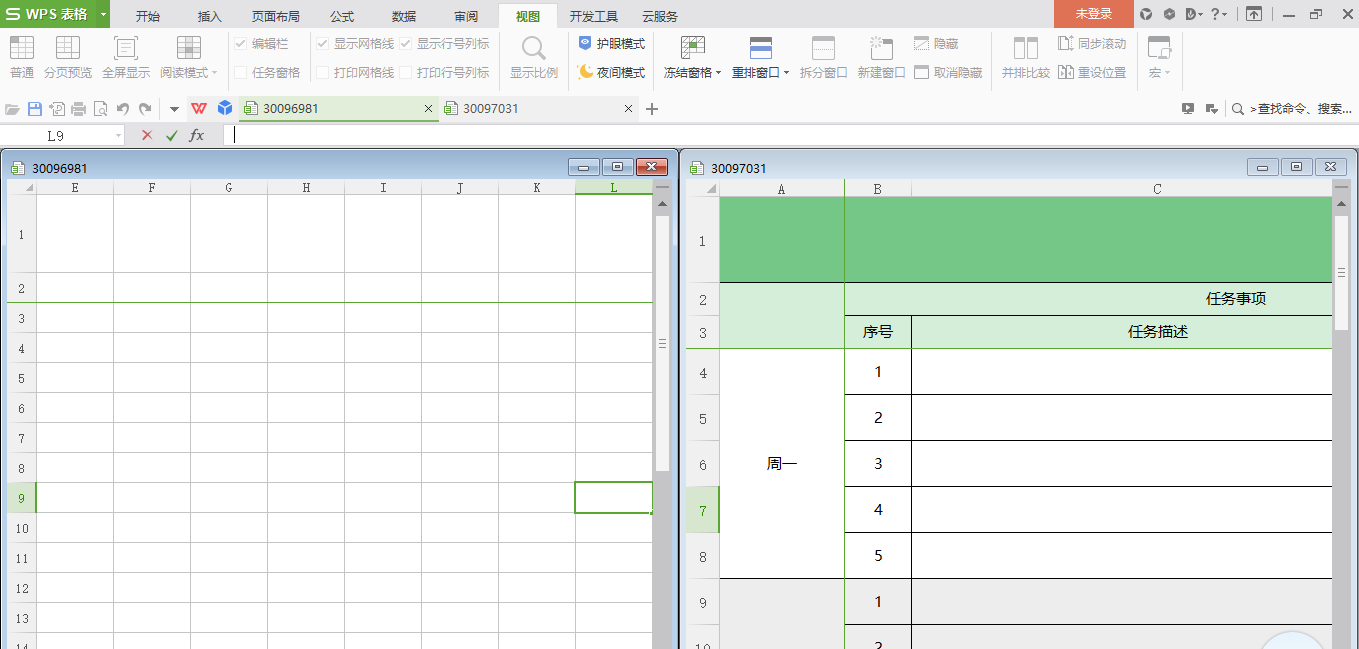 S WPS 表格 开始 插入 页面布局 公式 数据 审阅 视图 开发工具 云服务 未登录
编辑栏 显示网格线 显示行号列标 护眼模式 隐藏 同步滚动
普通 分页预览 全屏显示 阅读模式 任务窗格 打印网格线 打印行号列标 显示比例 夜间模式 冻结窗格 重排窗口 拆分窗口 新建窗口 取消隐藏 并排比较 重设位置 宏
30096981 30097031 >查找命令、搜索...
L9 fx
30096981
E F G H I J K L
1
2
3
4
5
6
7
8
9
10
11
12
13
14
30097031
A B C
1
2 任务事项
3 序号 任务描述
4 1
5 2
6 周一 3
7 4
8 5
9 1
10 2